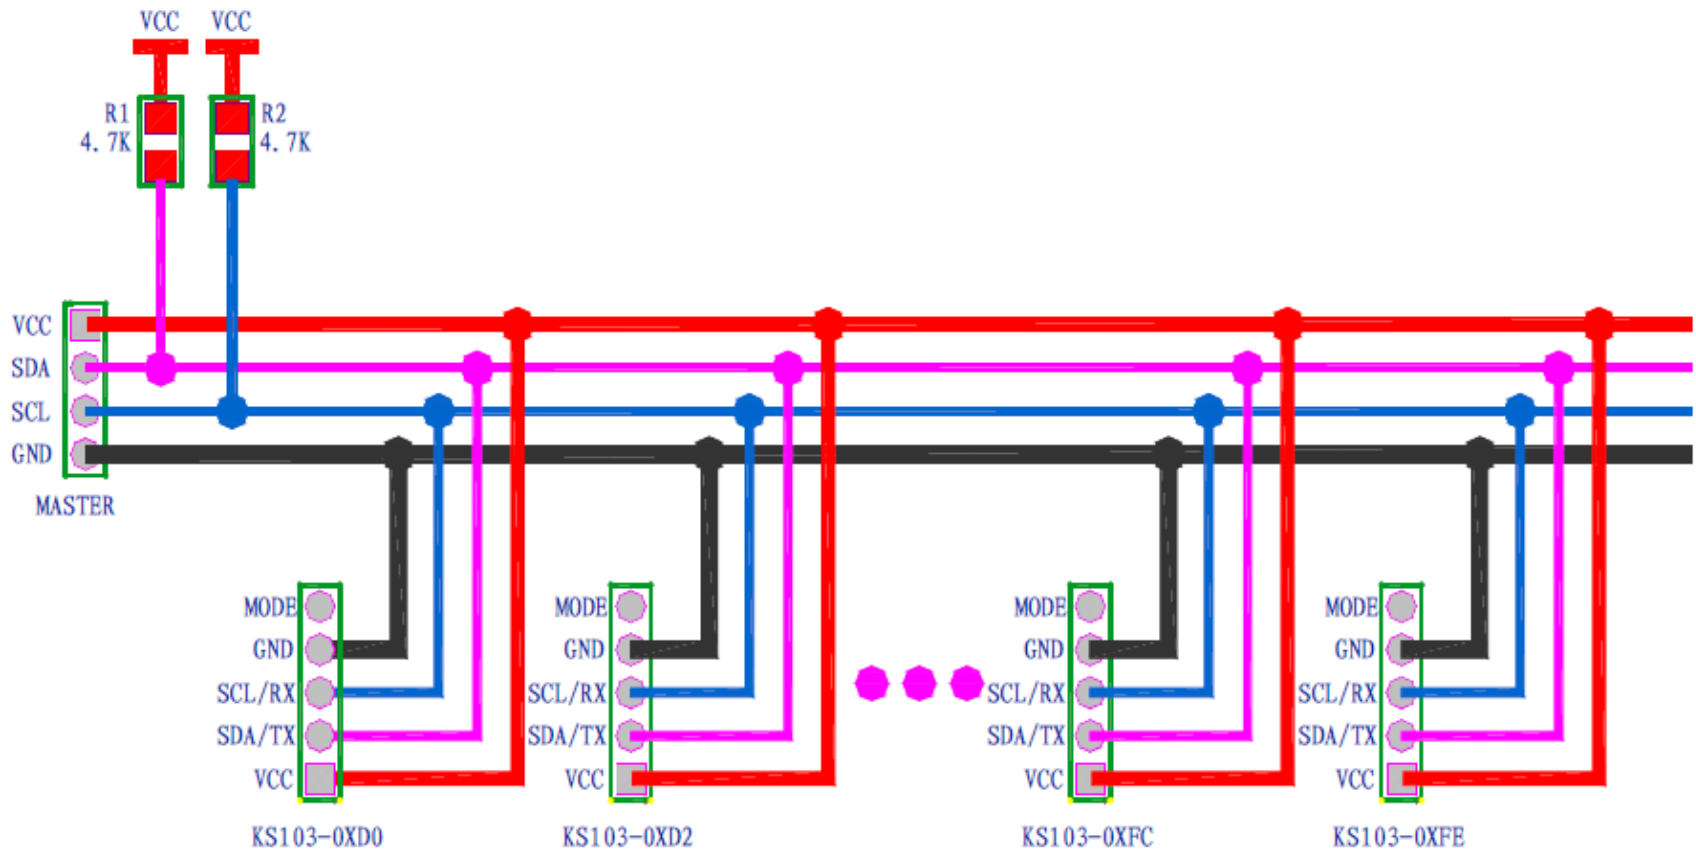 VCC
VCC
R1
4.7K
R2
4.7K
VCC
SDA
SCL
GND
MASTER
MODE
GND
SCL/RX
SDA/TX
VCC
KS103-0XD0
MODE
GND
SCL/RX
SDA/TX
VCC
KS103-0XD2
MODE
GND
SCL/RX
SDA/TX
VCC
KS103-0XFC
MODE
GND
SCL/RX
SDA/TX
VCC
KS103-0XFE